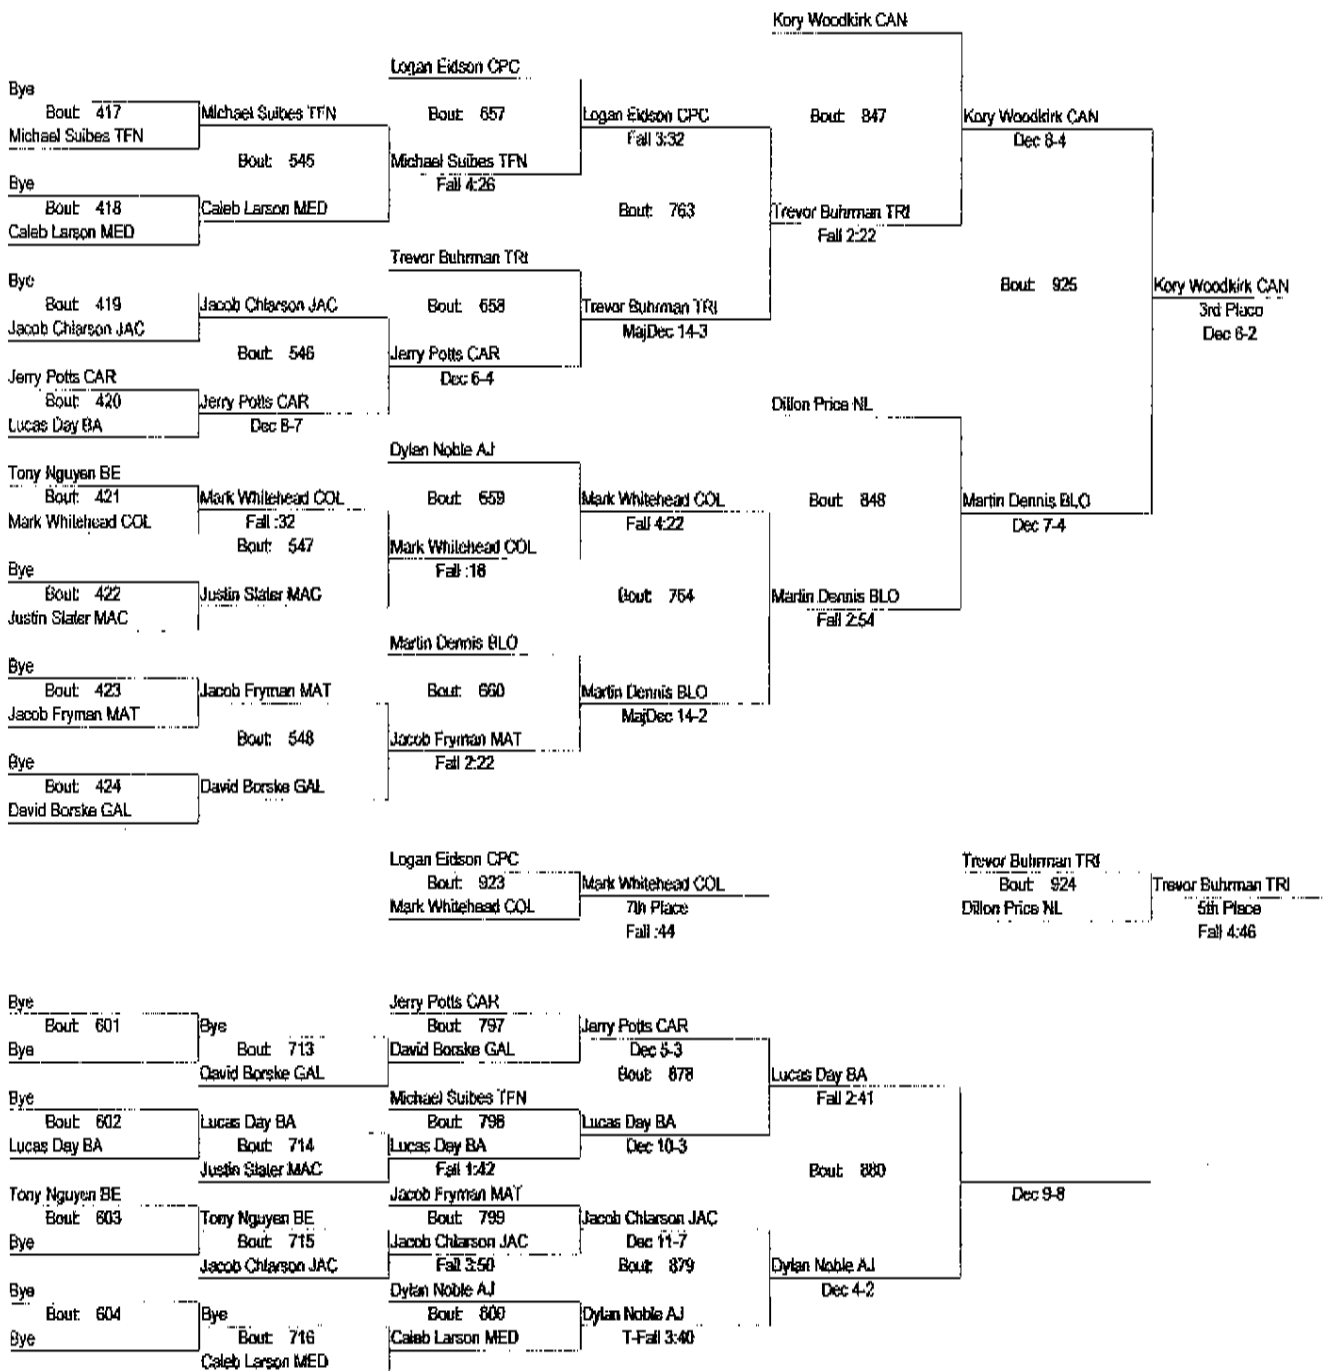 Kory Woodkirk CAN
Logan Eidson CPC
Bye
Bout: 417
Michael Suibes TFN
Bout: 657
Logan Eidson CPC
Bout: 847
Kory Woodkirk CAN
Michael Suibes TFN
Fall 3:32
Dec 8-4
Bout: 545
Michael Suibes TFN
Bye
Fall 4:26
Bout: 418
Caleb Larson MED
Bout: 763
Trevor Buhrman TRI
Caleb Larson MED
Fall 2:22
Trevor Buhrman TRI
Bye
Bout: 925
Kory Woodkirk CAN
Bout: 419
Jacob Chlarson JAC
Bout: 658
Trevor Buhrman TRI
3rd Place
Jacob Chlarson JAC
MajDec 14-3
Dec 6-2
Bout: 546
Jerry Potts CAR
Jerry Potts CAR
Dec 6-4
Bout: 420
Jerry Potts CAR
Dillon Price NL
Lucas Day BA
Dec 8-7
Dylan Noble AJ
Tony Nguyen BE
Bout: 421
Mark Whitehead COL
Bout: 659
Mark Whitehead COL
Bout: 848
Martin Dennis BLO
Mark Whitehead COL
Fall :32
Fall 4:22
Dec 7-4
Bout: 547
Mark Whitehead COL
Bye
Fall :18
Bout: 422
Justin Slater MAC
Bout: 764
Martin Dennis BLO
Justin Slater MAC
Fall 2:54
Martin Dennis BLO
Bye
Bout: 423
Jacob Fryman MAT
Bout: 660
Martin Dennis BLO
Jacob Fryman MAT
MajDec 14-2
Bout: 548
Jacob Fryman MAT
Bye
Fall 2:22
Bout: 424
David Borske GAL
David Borske GAL
Logan Eidson CPC
Trevor Buhrman TRI
Bout: 923
Mark Whitehead COL
Bout: 924
Trevor Buhrman TRI
Mark Whitehead COL
7th Place
Dillon Price NL
5th Place
Fall :44
Fall 4:46
Bye
Jerry Potts CAR
Bout: 601
Bye
Bout: 797
Jerry Potts CAR
Bye
Bout: 713
David Borske GAL
Dec 5-3
David Borske GAL
Bout: 878
Lucas Day BA
Bye
Michael Suibes TFN
Fall 2:41
Bout: 602
Lucas Day BA
Bout: 798
Lucas Day BA
Lucas Day BA
Bout: 714
Lucas Day BA
Dec 10-3
Justin Slater MAC
Fall 1:42
Bout: 880
Tony Nguyen BE
Jacob Fryman MAT
Dec 9-8
Bout: 603
Tony Nguyen BE
Bout: 799
Jacob Chlarson JAC
Bye
Bout: 715
Jacob Chlarson JAC
Dec 11-7
Jacob Chlarson JAC
Fall 3:50
Bout: 879
Dylan Noble AJ
Bye
Dylan Noble AJ
Dec 4-2
Bout: 604
Bye
Bout: 800
Dylan Noble AJ
Bye
Bout: 716
Caleb Larson MED
T-Fall 3:40
Caleb Larson MED